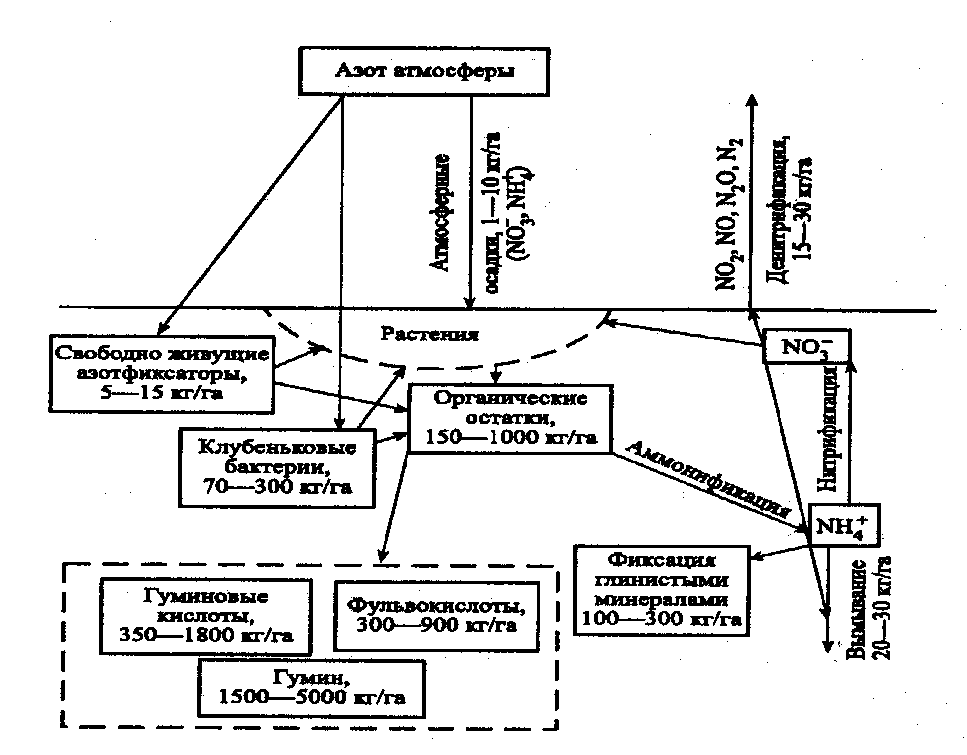 Азот атмосферы
Атмосферные
осадки, 1—10 кг/га
(NO₃⁻, NH₄⁺)
NO₂, NO, N₂O, N₂
Денитрификация,
15—30 кг/га
Растения
Свободно живущие
азотфиксаторы,
5—15 кг/га
NO₃⁻
Органические
остатки,
150—1000 кг/га
Клубеньковые
бактерии,
70—300 кг/га
Аммонификация
Нитрификация
NH₄⁺
Фиксация
глинистыми
минералами
100—300 кг/га
Вымывание
20—30 кг/га
Гуминовые
кислоты,
350—1800 кг/га
Фульвокислоты,
300—900 кг/га
Гумин,
1500—5000 кг/га